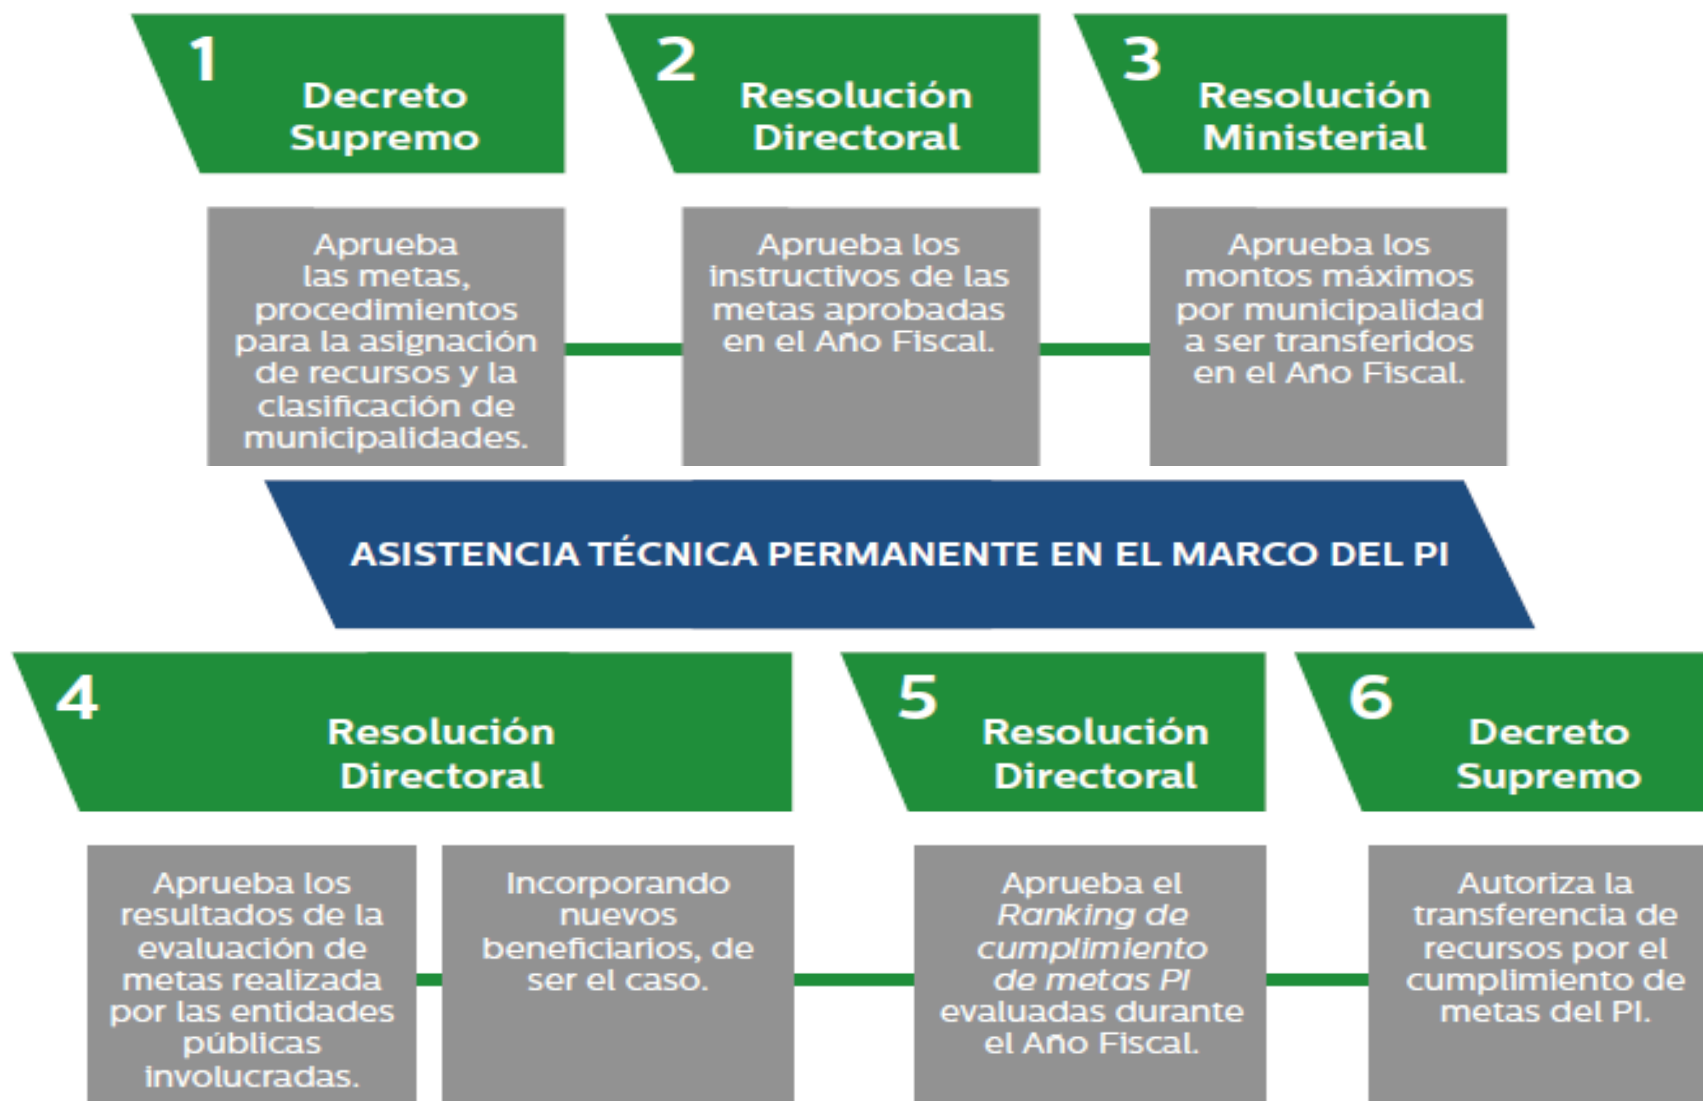 1
Decreto
Supremo
Aprueba
las metas,
procedimientos
para la asignación
de recursos y la
clasificación de
municipalidades.
2
Resolución
Directoral
Aprueba los
instructivos de las
metas aprobadas
en el Año Fiscal.
3
Resolución
Ministerial
Aprueba los
montos máximos
por municipalidad
a ser transferidos
en el Año Fiscal.
ASISTENCIA TÉCNICA PERMANENTE EN EL MARCO DEL PI
4
Resolución
Directoral
Aprueba los
resultados de la
evaluación de
metas realizada
por las entidades
públicas
involucradas.
Incorporando
nuevos
beneficiarios, de
ser el caso.
5
Resolución
Directoral
Aprueba el
Ranking de
cumplimiento
de metas PI
evaluadas durante
el Año Fiscal.
6
Decreto
Supremo
Autoriza la
transferencia de
recursos por el
cumplimiento de
metas del PI.